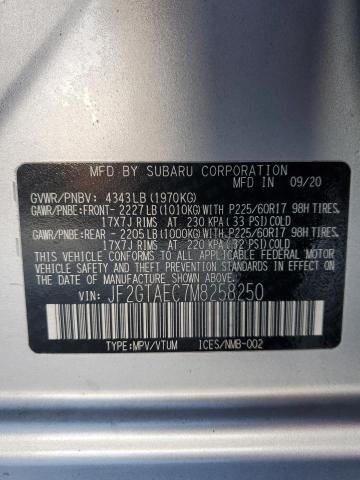 MFD BY SUBARU CORPORATION
MFD IN 09/20
GVWR/PNBV: 4343LB (1970KG)
GAWR/PNBE:FRONT- 2227LB (1010KG)WITH P225/60R17 98H TIRES,
17X7J RIMS AT 230 KPA (33 PSI)COLD
GAWR/PNBE:REAR - 2205LB (1000KG)WITH P225/60R17 98H TIRES,
17X7J RIMS AT 220 KPA (32 PSI)COLD
THIS VEHICLE CONFORMS TO ALL APPLICABLE FEDERAL MOTOR
VEHICLE SAFETY STANDARDS IN EFFECT ON THE DATE OF
MANUFACTURE SHOWN ABOVE.
VIN: JF2GTAEC7M8258250
TYPE:MPV/VTUM ICES/NMB-002